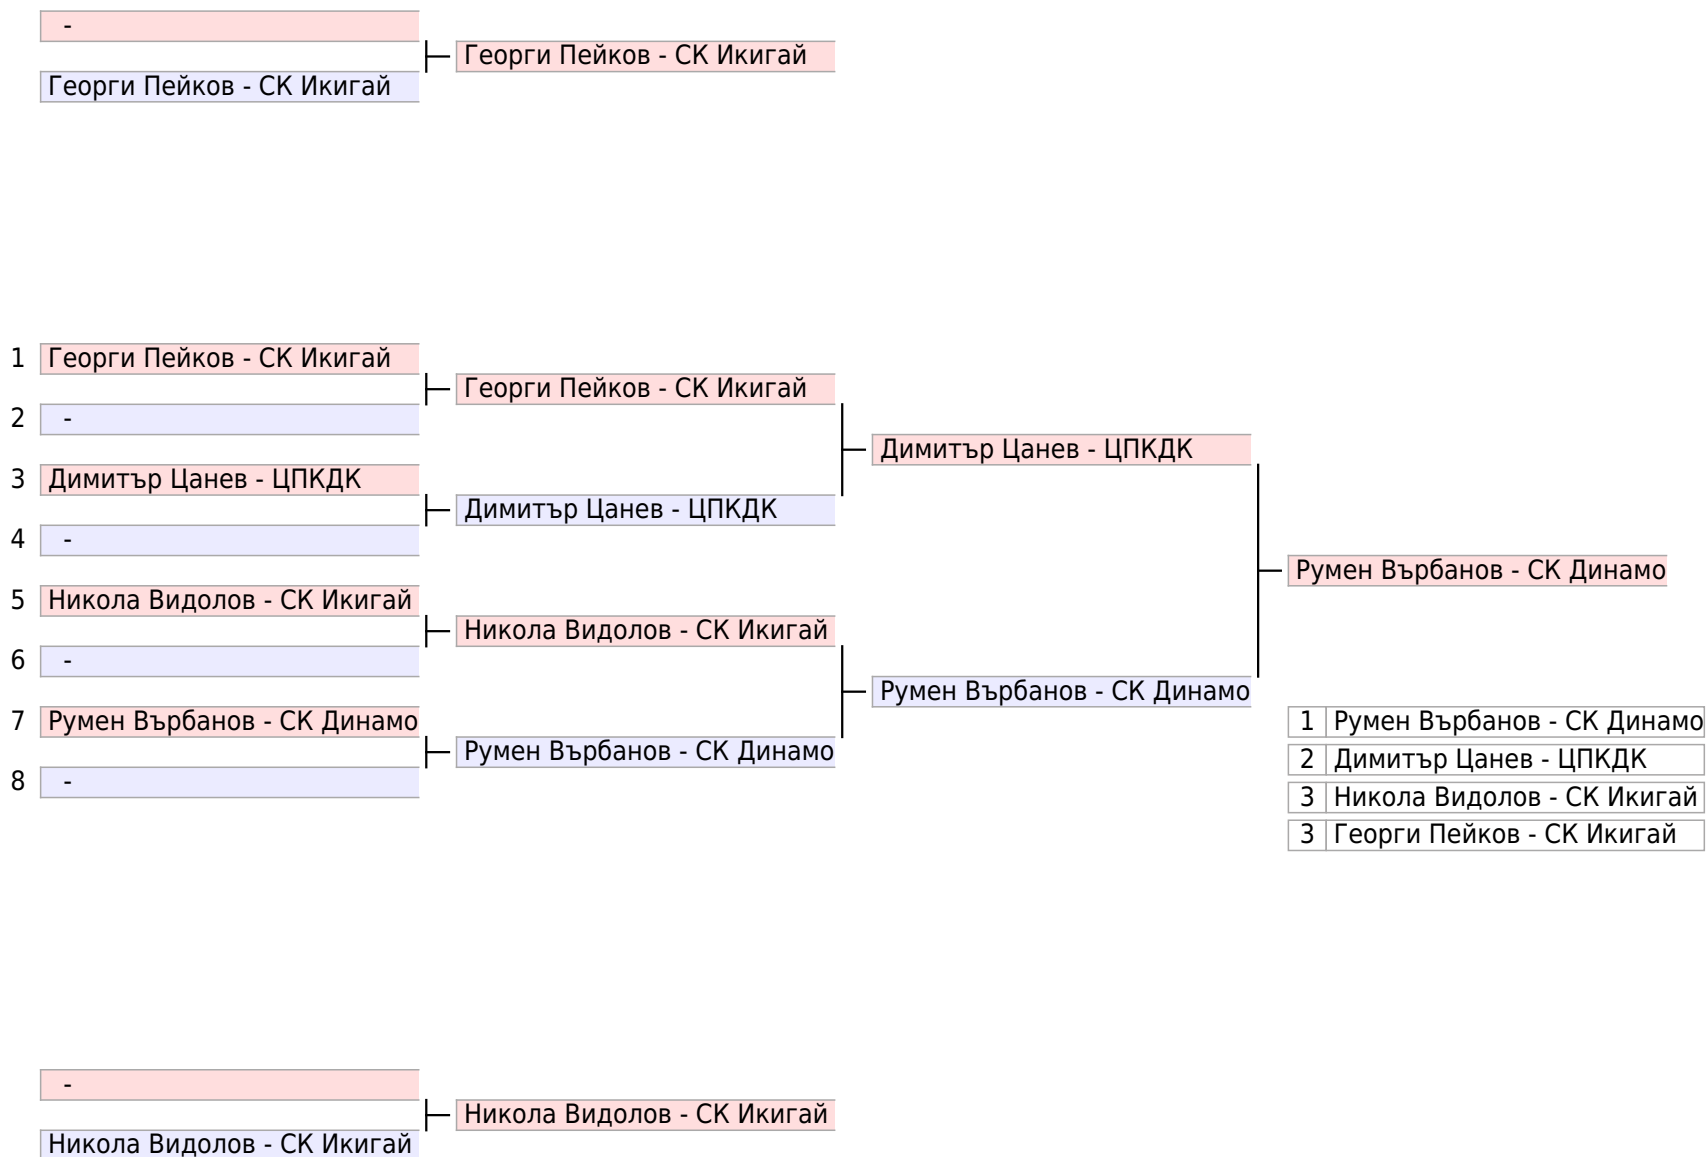 -
Георги Пейков - СК Икигай
Георги Пейков - СК Икигай
1 Георги Пейков - СК Икигай
Георги Пейков - СК Икигай
2 -
Димитър Цанев - ЦПКДК
3 Димитър Цанев - ЦПКДК
Димитър Цанев - ЦПКДК
4 -
Румен Върбанов - СК Динамо
5 Никола Видолов - СК Икигай
Никола Видолов - СК Икигай
6 -
Румен Върбанов - СК Динамо
7 Румен Върбанов - СК Динамо
Румен Върбанов - СК Динамо
8 -
1 Румен Върбанов - СК Динамо
2 Димитър Цанев - ЦПКДК
3 Никола Видолов - СК Икигай
3 Георги Пейков - СК Икигай
-
Никола Видолов - СК Икигай
Никола Видолов - СК Икигай